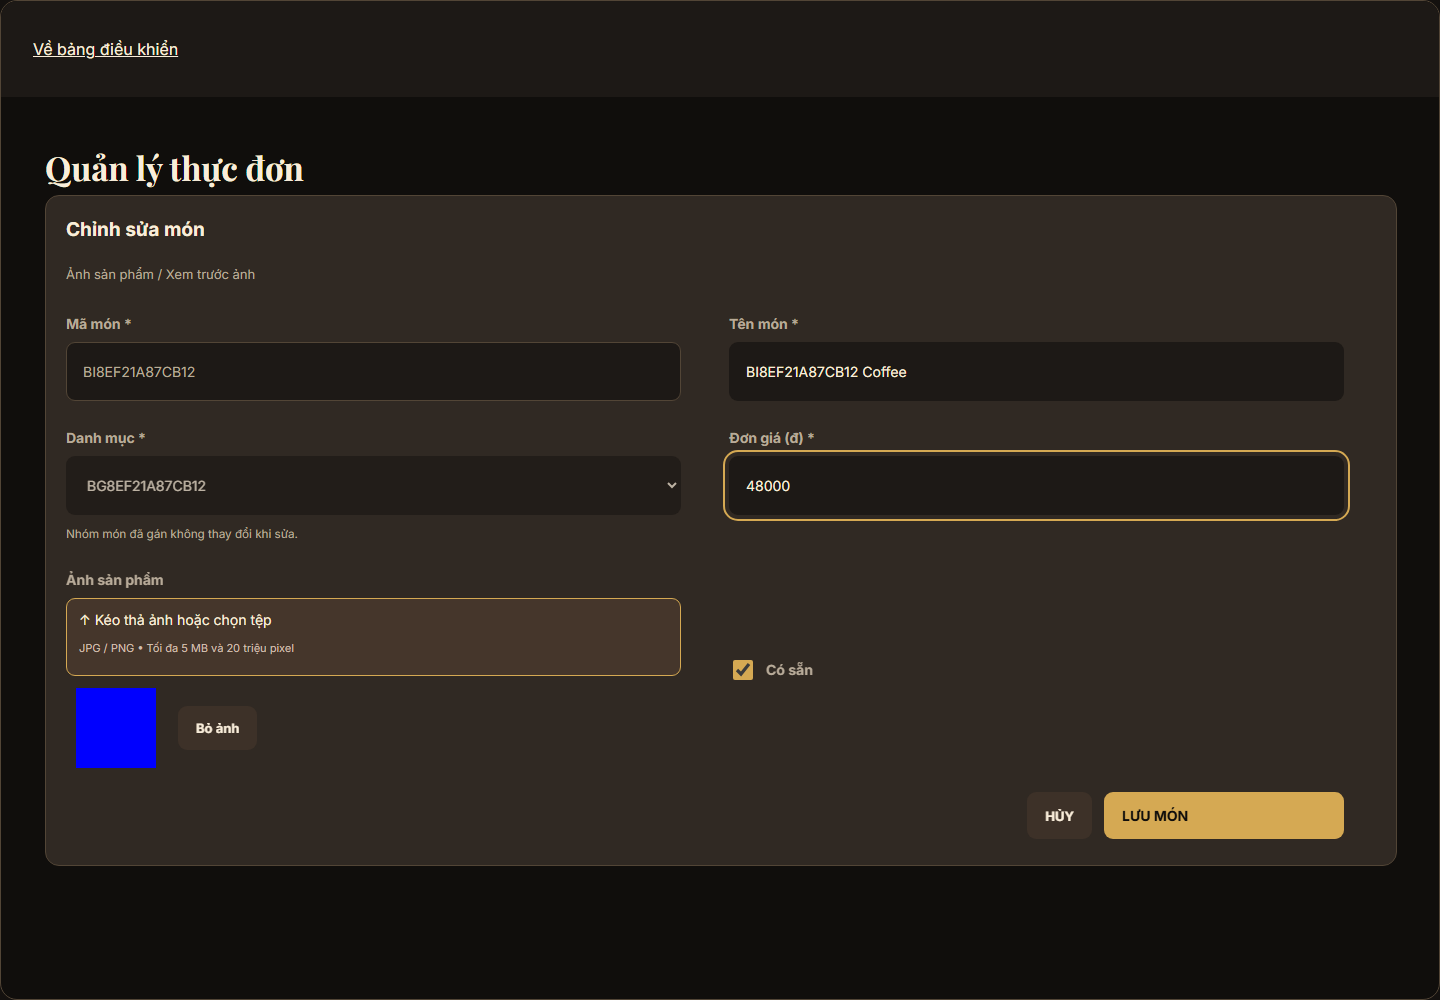 Về bảng điều khiển
Quản lý thực đơn
Chỉnh sửa món
Ảnh sản phẩm / Xem trước ảnh
Mã món *
BI8EF21A87CB12
Tên món *
BI8EF21A87CB12 Coffee
Danh mục *
BG8EF21A87CB12
Nhóm món đã gán không thay đổi khi sửa.
Đơn giá (đ) *
48000
Ảnh sản phẩm
↑ Kéo thả ảnh hoặc chọn tệp
JPG / PNG • Tối đa 5 MB và 20 triệu pixel
Có sẵn
Bỏ ảnh
HỦY
LƯU MÓN